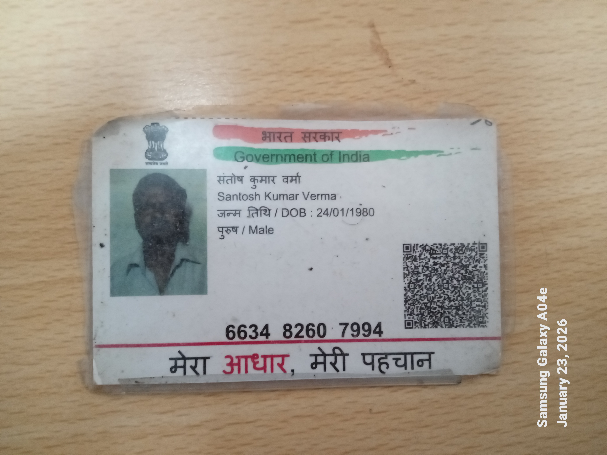 भारत सरकार
Government of India
संतोष कुमार वर्मा
Santosh Kumar Verma
जन्म तिथि / DOB : 24/01/1980
पुरुष / Male
6634 8260 7994
मेरा आधार, मेरी पहचान
Samsung Galaxy A04e
January 23, 2026